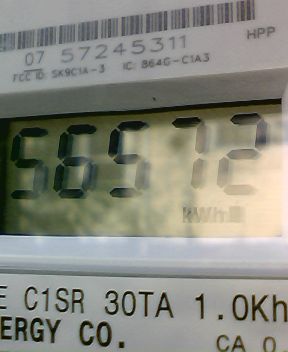 07 57245311
HPP
FCC ID: SK9C1A-3 IC: 864G-C1A3
56572
kWh
E C1SR 30TA 1.0Kh
ERGY CO.
CA 0.